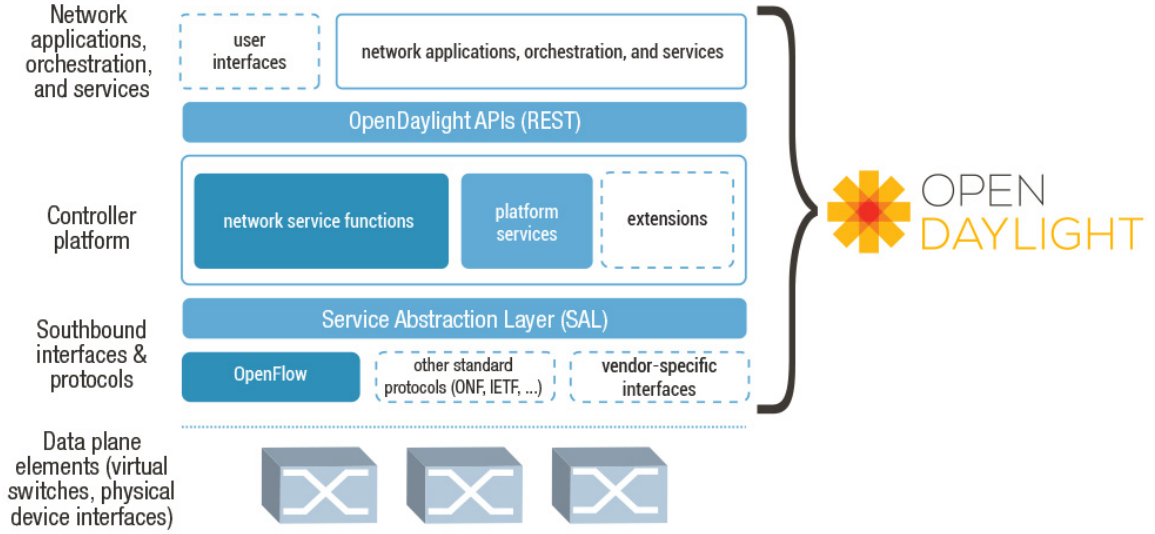 Network
applications,
orchestration,
and services
user
interfaces
network applications, orchestration, and services
OpenDaylight APIs (REST)
Controller
platform
network service functions
platform
services
extensions
OPEN
DAYLIGHT
Service Abstraction Layer (SAL)
Southbound
interfaces &
protocols
OpenFlow
other standard
protocols (ONF, IETF, ...)
vendor-specific
interfaces
Data plane
elements (virtual
switches, physical
device interfaces)